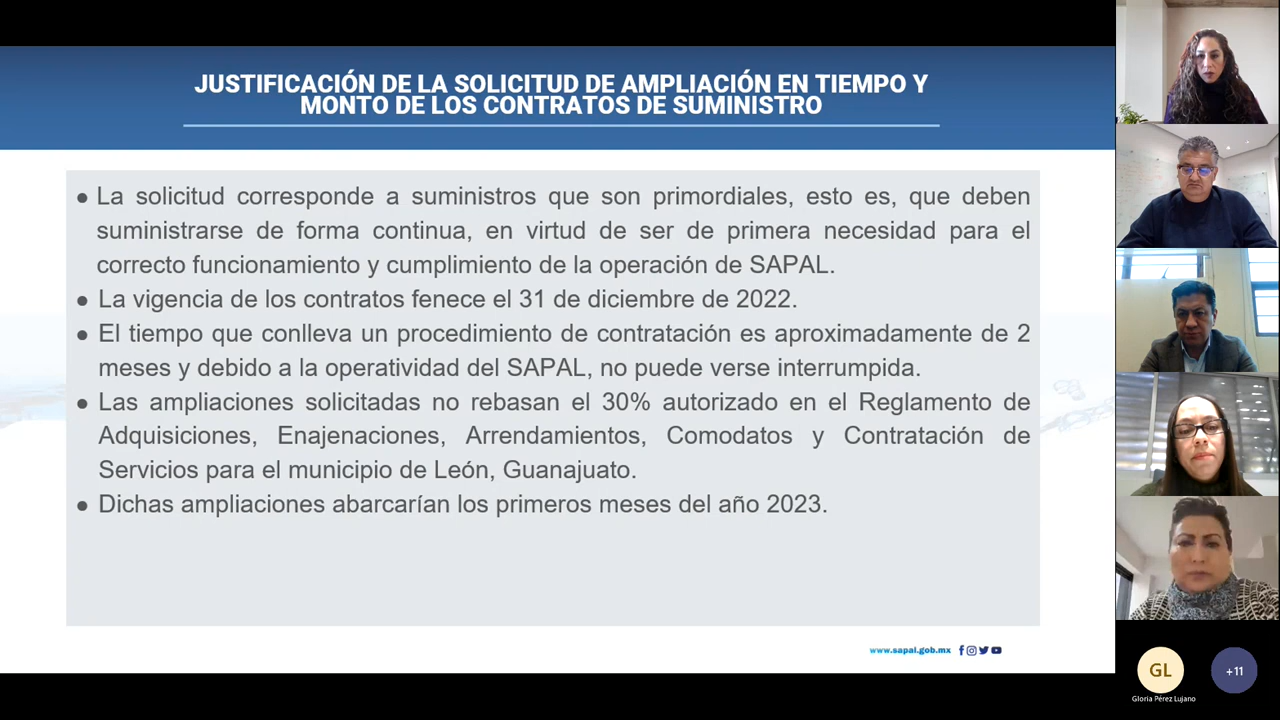 JUSTIFICACIÓN DE LA SOLICITUD DE AMPLIACIÓN EN TIEMPO Y
MONTO DE LOS CONTRATOS DE SUMINISTRO
● La solicitud corresponde a suministros que son primordiales, esto es, que deben
suministrarse de forma continua, en virtud de ser de primera necesidad para el
correcto funcionamiento y cumplimiento de la operación de SAPAL.
● La vigencia de los contratos fenece el 31 de diciembre de 2022.
● El tiempo que conlleva un procedimiento de contratación es aproximadamente de 2
meses y debido a la operatividad del SAPAL, no puede verse interrumpida.
● Las ampliaciones solicitadas no rebasan el 30% autorizado en el Reglamento de
Adquisiciones, Enajenaciones, Arrendamientos, Comodatos y Contratación de
Servicios para el municipio de León, Guanajuato.
● Dichas ampliaciones abarcarían los primeros meses del año 2023.
www.sapal.gob.mx
GL
+11
Gloria Pérez Lujano